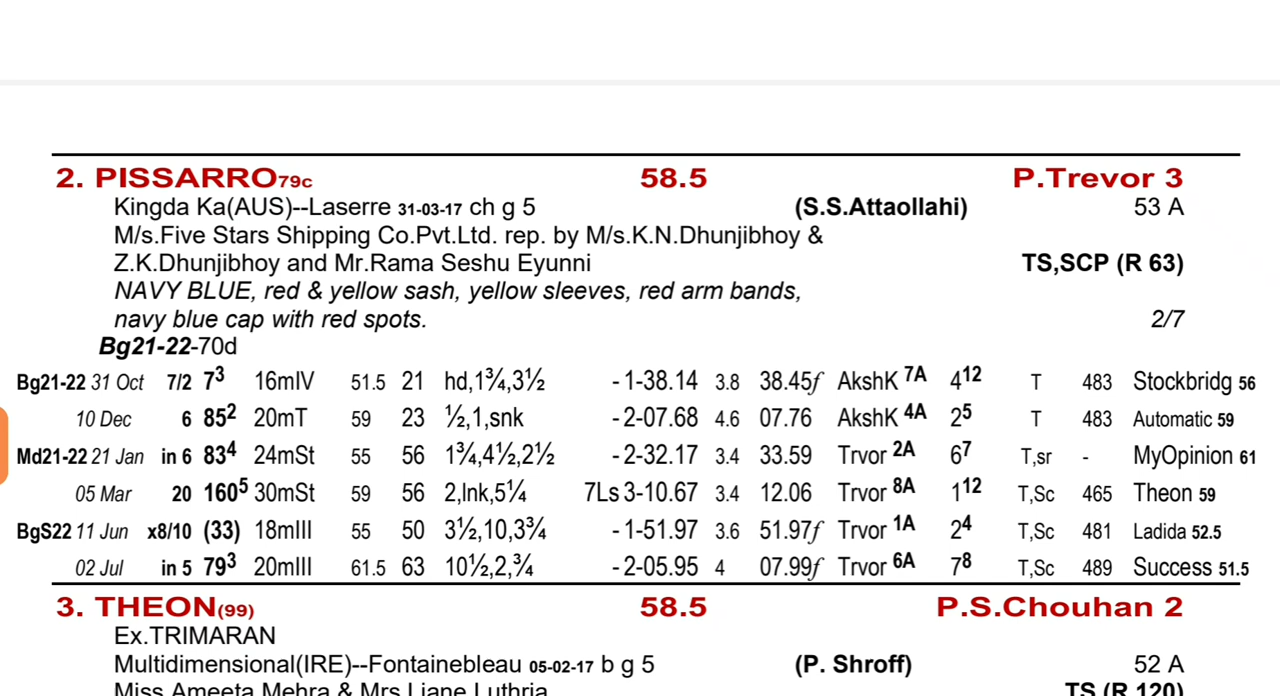 2. PISSARRO79c 58.5 P.Trevor 3
Kingda Ka(AUS)--Laserre 31-03-17 ch g 5 (S.S.Attaollahi) 53 A
M/s.Five Stars Shipping Co.Pvt.Ltd. rep. by M/s.K.N.Dhunjibhoy &
Z.K.Dhunjibhoy and Mr.Rama Seshu Eyunni TS,SCP (R 63)
NAVY BLUE, red & yellow sash, yellow sleeves, red arm bands,
navy blue cap with red spots. 2/7
Bg21-22-70d
Bg21-22 31 Oct 7/2 7³ 16mIV 51.5 21 hd,1¾,3½ - 1-38.14 3.8 38.45f AkshK 7A 4¹² T 483 Stockbridg 56
10 Dec 6 85² 20mT 59 23 ½,1,snk - 2-07.68 4.6 07.76 AkshK 4A 2⁵ T 483 Automatic 59
Md21-22 21 Jan in 6 83⁴ 24mSt 55 56 1¾,4½,2½ - 2-32.17 3.4 33.59 Trvor 2A 6⁷ T,sr - MyOpinion 61
05 Mar 20 160⁵ 30mSt 59 56 2,lnk,5¼ 7Ls 3-10.67 3.4 12.06 Trvor 8A 1¹² T,Sc 465 Theon 59
BgS22 11 Jun x8/10 (33) 18mIII 55 50 3½,10,3¾ - 1-51.97 3.6 51.97f Trvor 1A 2⁴ T,Sc 481 Ladida 52.5
02 Jul in 5 79³ 20mIII 61.5 63 10½,2,¾ - 2-05.95 4 07.99f Trvor 6A 7⁸ T,Sc 489 Success 51.5
3. THEON(99) 58.5 P.S.Chouhan 2
Ex.TRIMARAN
Multidimensional(IRE)--Fontainebleau 05-02-17 b g 5 (P. Shroff) 52 A
Miss Ameeta Mehra & Mrs Liane Luthria TS (R 120)